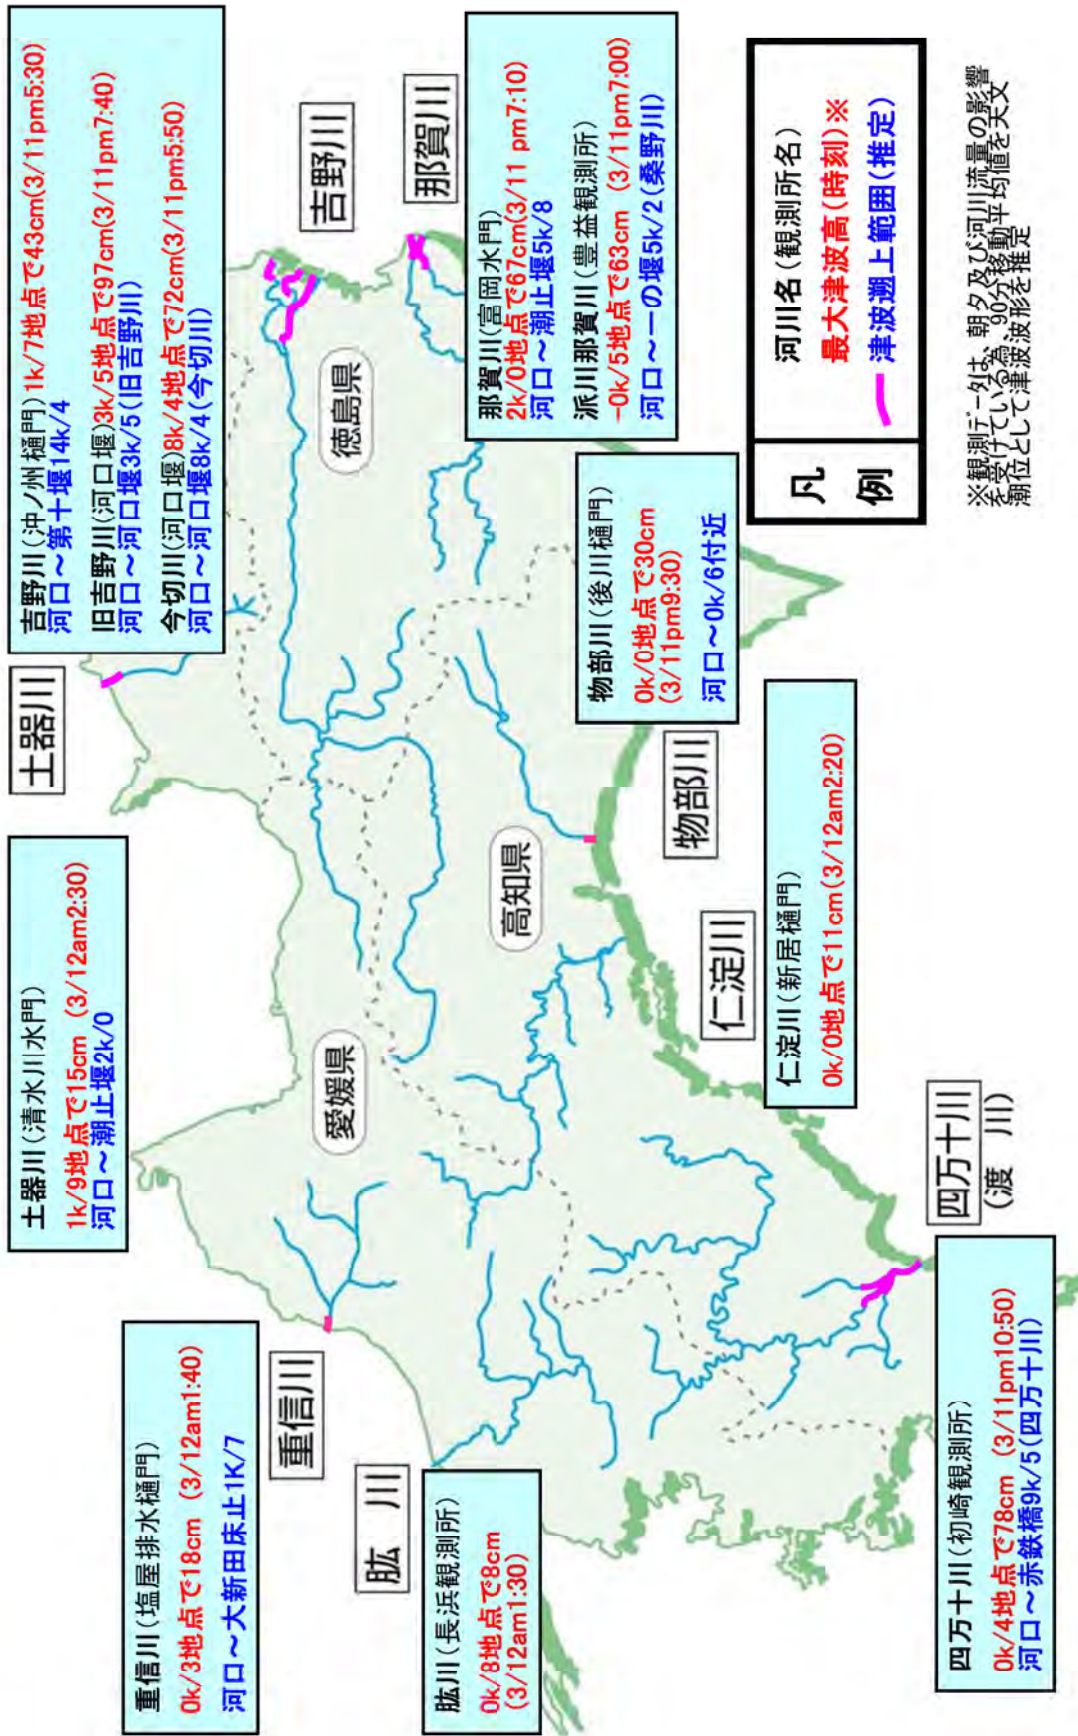 吉野川(沖ノ州樋門)1k/7地点で43cm(3/11pm5:30)
河口～第十堰14k/4
旧吉野川(河口堰)3k/5地点で97cm(3/11pm7:40)
河口～河口堰3k/5(旧吉野川)
今切川(河口堰)8k/4地点で72cm(3/11pm5:50)
河口～河口堰8k/4(今切川)
吉野川
那賀川
那賀川(富岡水門)
2k/0地点で67cm(3/11 pm7:10)
河口～潮止堰5k/8
派川那賀川(豊益観測所)
-0k/5地点で63cm (3/11pm7:00)
河口～一の堰5k/2(桑野川)
土器川
土器川(清水川水門)
1k/9地点で15cm (3/12am2:30)
河口～潮止堰2k/0
徳島県
愛媛県
高知県
物部川(後川樋門)
0k/0地点で30cm
(3/11pm9:30)
河口～0k/6付近
物部川
仁淀川
仁淀川(新居樋門)
0k/0地点で11cm(3/12am2:20)
重信川(塩屋排水樋門)
0k/3地点で18cm (3/12am1:40)
河口～大新田床止1K/7
重信川
肱 川
肱川(長浜観測所)
0k/8地点で8cm
(3/12am1:30)
四万十川
(渡 川)
四万十川(初崎観測所)
0k/4地点で78cm (3/11pm10:50)
河口～赤鉄橋9k/5(四万十川)
凡
例
河川名(観測所名)
最大津波高(時刻)※
津波遡上範囲(推定)
※観測データは、朝夕及び河川流量の影響
を受けている為、90分移動平均値を天文
潮位として津波波形を推定